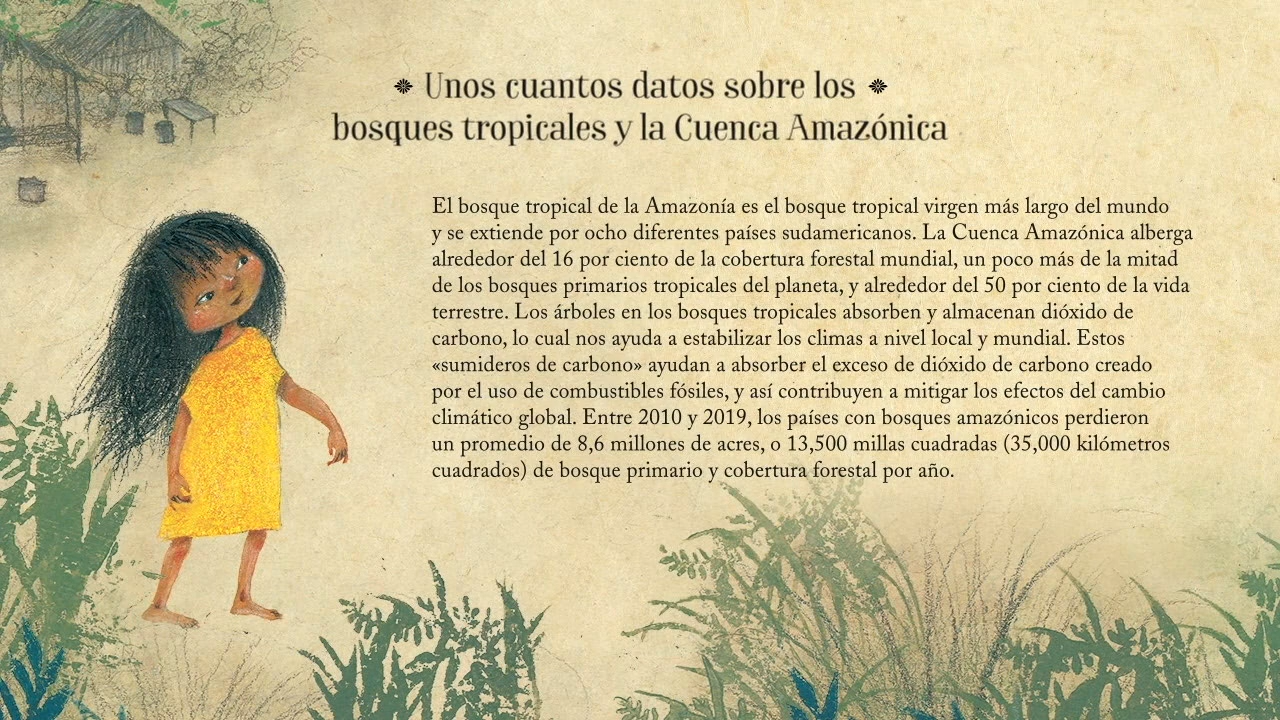 Unos cuantos datos sobre los
bosques tropicales y la Cuenca Amazónica
El bosque tropical de la Amazonía es el bosque tropical virgen más largo del mundo
y se extiende por ocho diferentes países sudamericanos. La Cuenca Amazónica alberga
alrededor del 16 por ciento de la cobertura forestal mundial, un poco más de la mitad
de los bosques primarios tropicales del planeta, y alrededor del 50 por ciento de la vida
terrestre. Los árboles en los bosques tropicales absorben y almacenan dióxido de
carbono, lo cual nos ayuda a estabilizar los climas a nivel local y mundial. Estos
«sumideros de carbono» ayudan a absorber el exceso de dióxido de carbono creado
por el uso de combustibles fósiles, y así contribuyen a mitigar los efectos del cambio
climático global. Entre 2010 y 2019, los países con bosques amazónicos perdieron
un promedio de 8,6 millones de acres, o 13,500 millas cuadradas (35,000 kilómetros
cuadrados) de bosque primario y cobertura forestal por año.